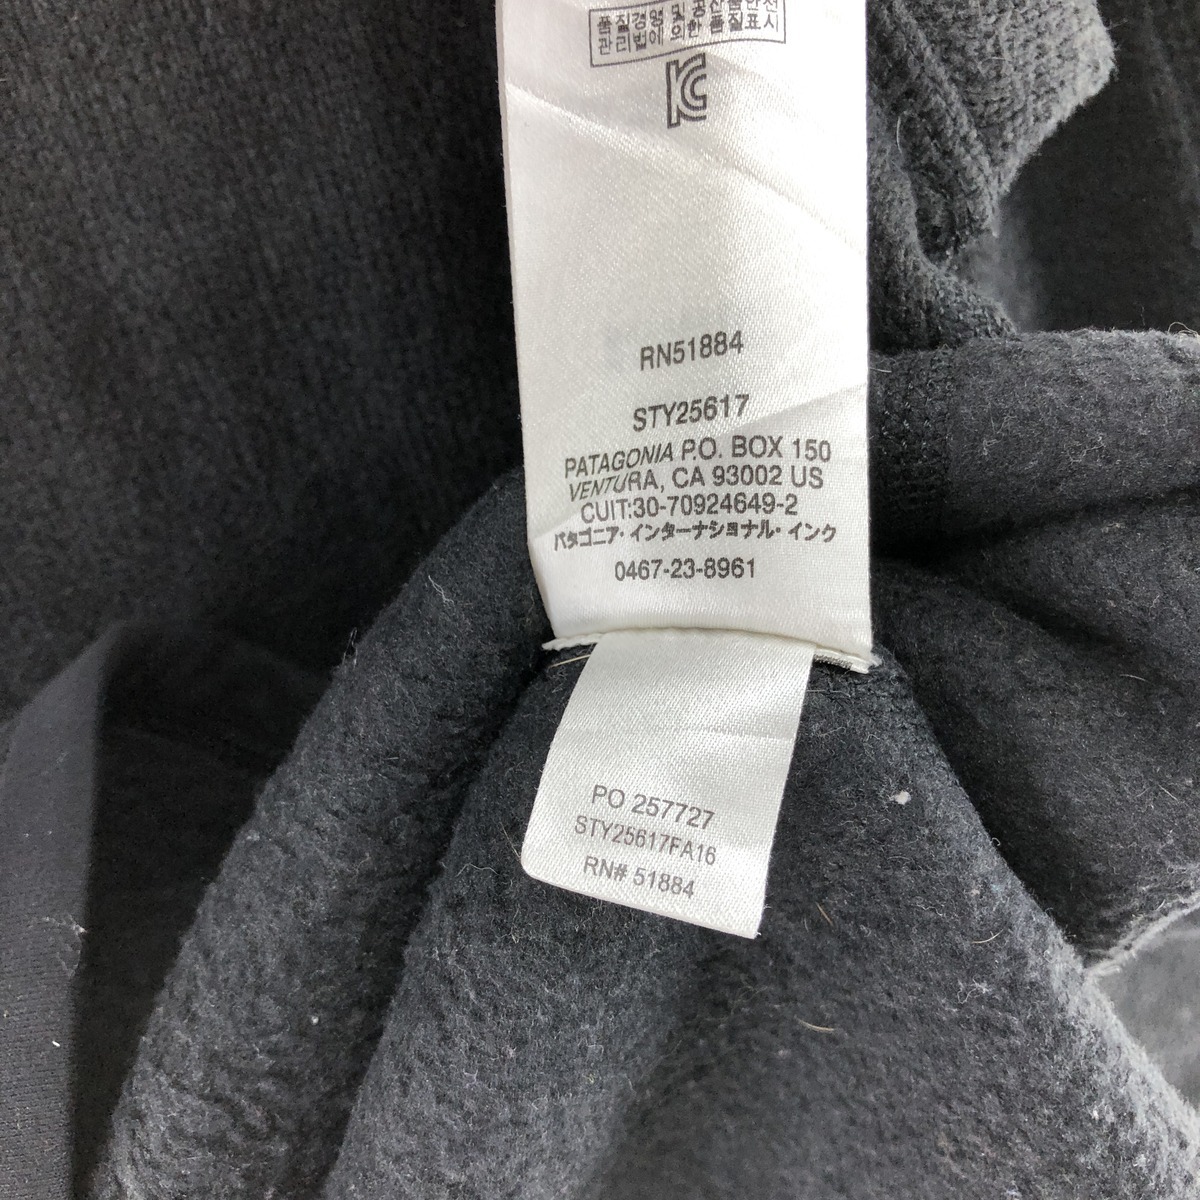 품질경영 및 공산품안전
관리법에 의한 품질표시
RN51884
STY25617
PATAGONIA P.O. BOX 150
VENTURA, CA 93002 US
CUIT:30-70924649-2
パタゴニア・インターナショナル・インク
0467-23-8961
PO 257727
STY25617FA16
RN# 51884